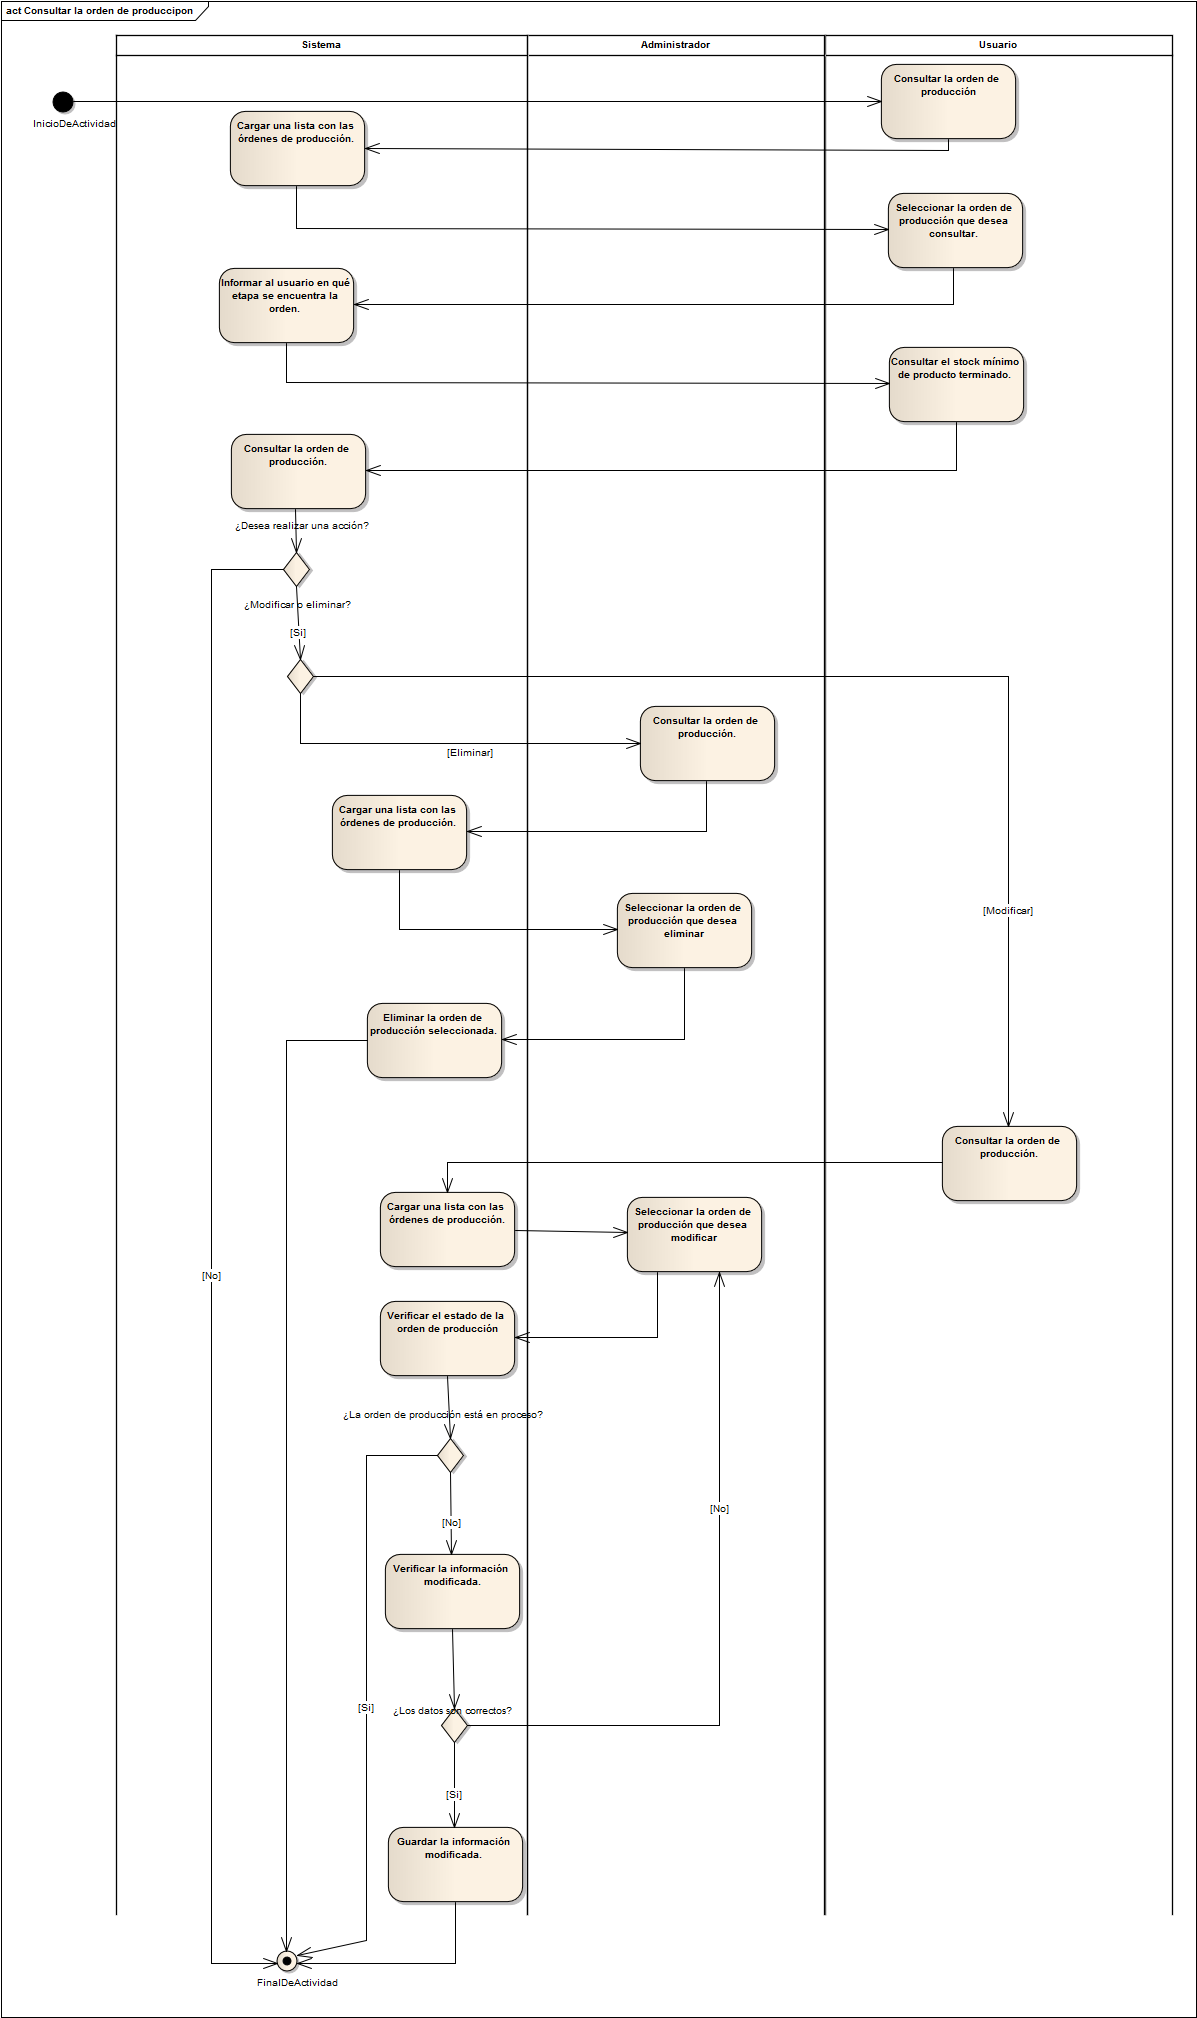 act Consultar la orden de produccipon
Sistema
Administrador
Usuario
Consultar la orden de
producción
InicioDeActividad
Cargar una lista con las
órdenes de producción.
Seleccionar la orden de
producción que desea
consultar.
Informar al usuario en qué
etapa se encuentra la
orden.
Consultar el stock mínimo
de producto terminado.
Consultar la orden de
producción.
¿Desea realizar una acción?
¿Modificar o eliminar?
[Si]
Consultar la orden de
producción.
[Eliminar]
Cargar una lista con las
órdenes de producción.
Seleccionar la orden de
producción que desea
eliminar
[Modificar]
Eliminar la orden de
producción seleccionada.
Consultar la orden de
producción.
Cargar una lista con las
órdenes de producción.
Seleccionar la orden de
producción que desea
modificar
[No]
Verificar el estado de la
orden de producción
¿La orden de producción está en proceso?
[No]
[No]
Verificar la información
modificada.
[Si]
¿Los datos son correctos?
[Si]
Guardar la información
modificada.
FinalDeActividad